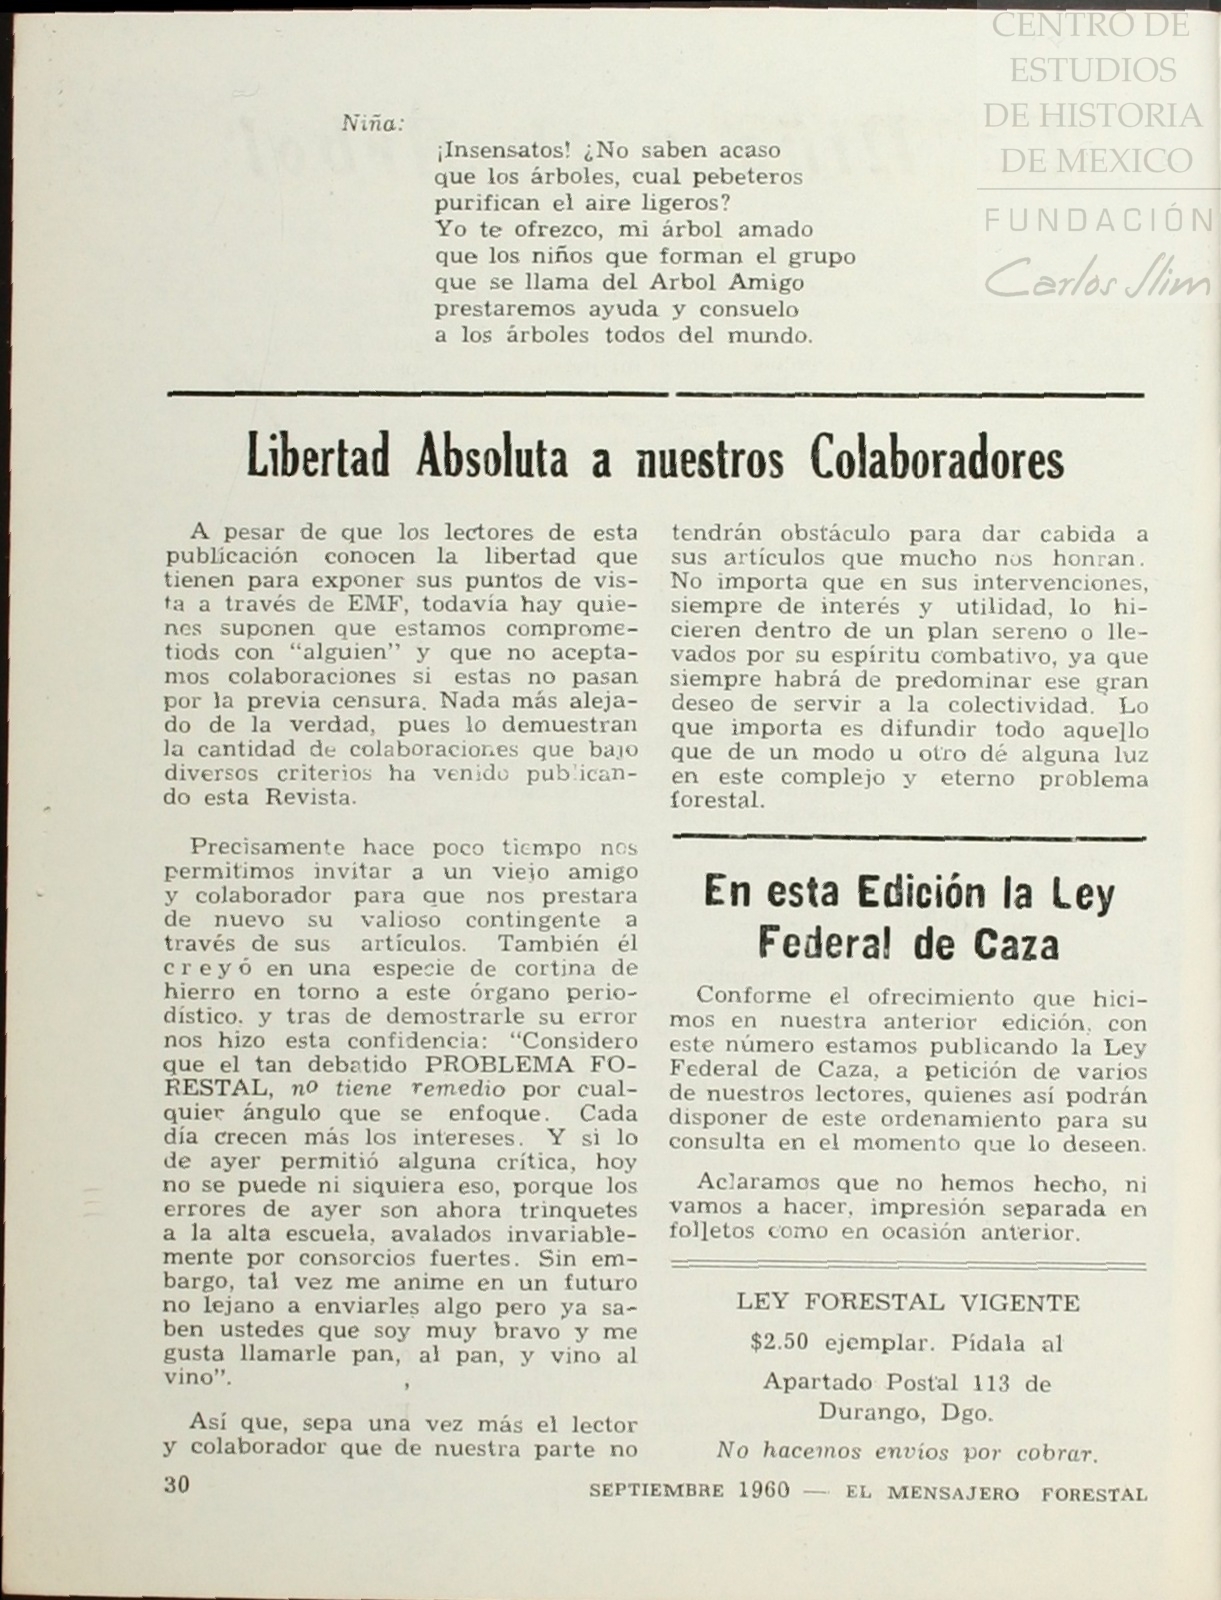 CENTRO DE
ESTUDIOS
DE HISTORIA
DE MEXICO
FUNDACIÓN
Carlos Slim
Niña:
¡Insensatos! ¿No saben acaso
que los árboles, cual pebeteros
purifican el aire ligeros?
Yo te ofrezco, mi árbol amado
que los niños que forman el grupo
que se llama del Arbol Amigo
prestaremos ayuda y consuelo
a los árboles todos del mundo.
Libertad Absoluta a nuestros Colaboradores
A pesar de que los lectores de esta
publicación conocen la libertad que
tienen para exponer sus puntos de vis-
ta a través de EMF, todavía hay quie-
nes suponen que estamos comprome-
tiods con "alguien" y que no acepta-
mos colaboraciones si estas no pasan
por la previa censura. Nada más aleja-
do de la verdad, pues lo demuestran
la cantidad de colaboraciones que bajo
diversos criterios ha venido publican-
do esta Revista.
Precisamente hace poco tiempo nos
permitimos invitar a un viejo amigo
y colaborador para que nos prestara
de nuevo su valioso contingente a
través de sus artículos. También él
creyó en una especie de cortina de
hierro en torno a este órgano perio-
dístico. y tras de demostrarle su error
nos hizo esta confidencia: "Considero
que el tan debatido PROBLEMA FO-
RESTAL, no tiene remedio por cual-
quier ángulo que se enfoque. Cada
día crecen más los intereses. Y si lo
de ayer permitió alguna crítica, hoy
no se puede ni siquiera eso, porque los
errores de ayer son ahora trinquetes
a la alta escuela, avalados invariable-
mente por consorcios fuertes. Sin em-
bargo, tal vez me anime en un futuro
no lejano a enviarles algo pero ya sa-
ben ustedes que soy muy bravo y me
gusta llamarle pan, al pan, y vino al
vino".
Así que, sepa una vez más el lector
y colaborador que de nuestra parte no
tendrán obstáculo para dar cabida a
sus artículos que mucho nos honran.
No importa que en sus intervenciones,
siempre de interés y utilidad, lo hi-
cieren dentro de un plan sereno o lle-
vados por su espíritu combativo, ya que
siempre habrá de predominar ese gran
deseo de servir a la colectividad. Lo
que importa es difundir todo aquello
que de un modo u otro dé alguna luz
en este complejo y eterno problema
forestal.
En esta Edición la Ley
Federal de Caza
Conforme el ofrecimiento que hici-
mos en nuestra anterior edición, con
este número estamos publicando la Ley
Federal de Caza, a petición de varios
de nuestros lectores, quienes así podrán
disponer de este ordenamiento para su
consulta en el momento que lo deseen.
Aclaramos que no hemos hecho, ni
vamos a hacer, impresión separada en
folletos como en ocasión anterior.
LEY FORESTAL VIGENTE
$2.50 ejemplar. Pídala al
Apartado Postal 113 de
Durango, Dgo.
No hacemos envíos por cobrar.
30
SEPTIEMBRE 1960 — EL MENSAJERO FORESTAL